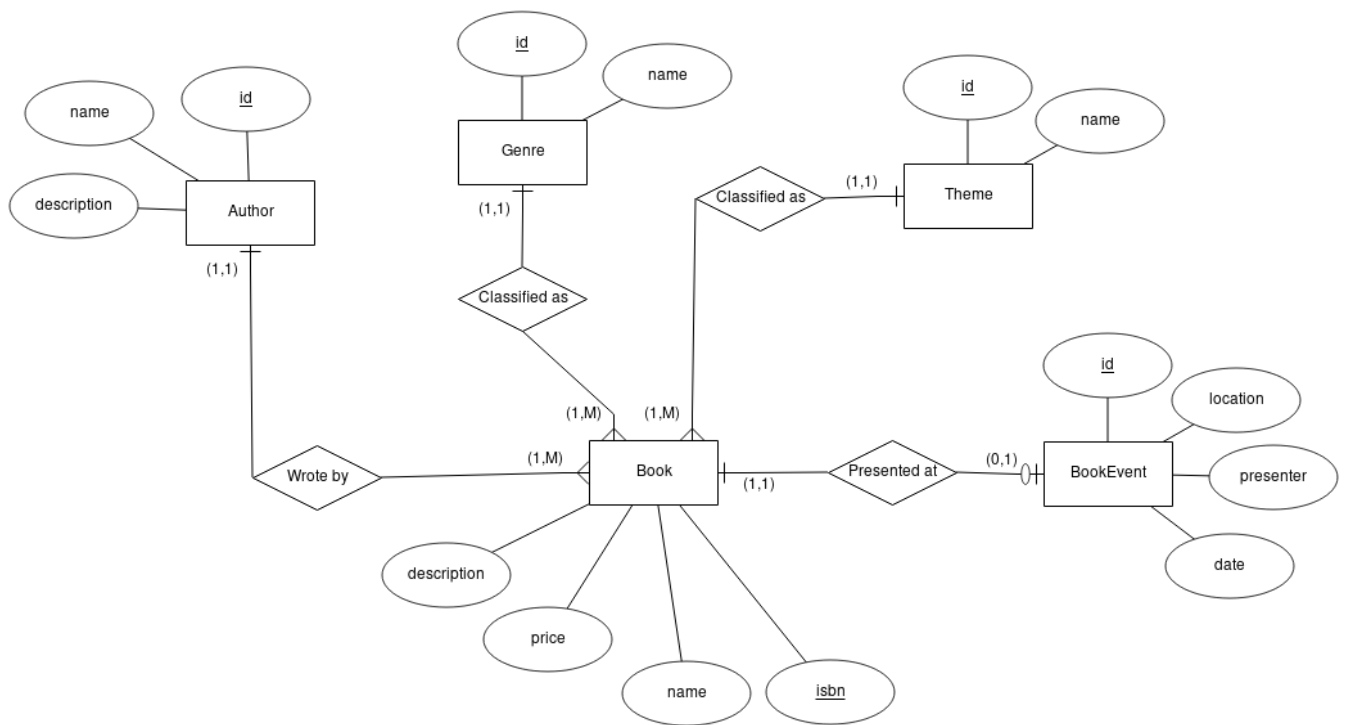 id
name
Genre
(1,1)
Classified as
(1,M)
name
id
description
Author
(1,1)
Wrote by
(1,M)
id
name
Theme
(1,1)
Classified as
(1,M)
Book
(1,1)
Presented at
(0,1)
BookEvent
id
location
presenter
date
description
price
name
isbn